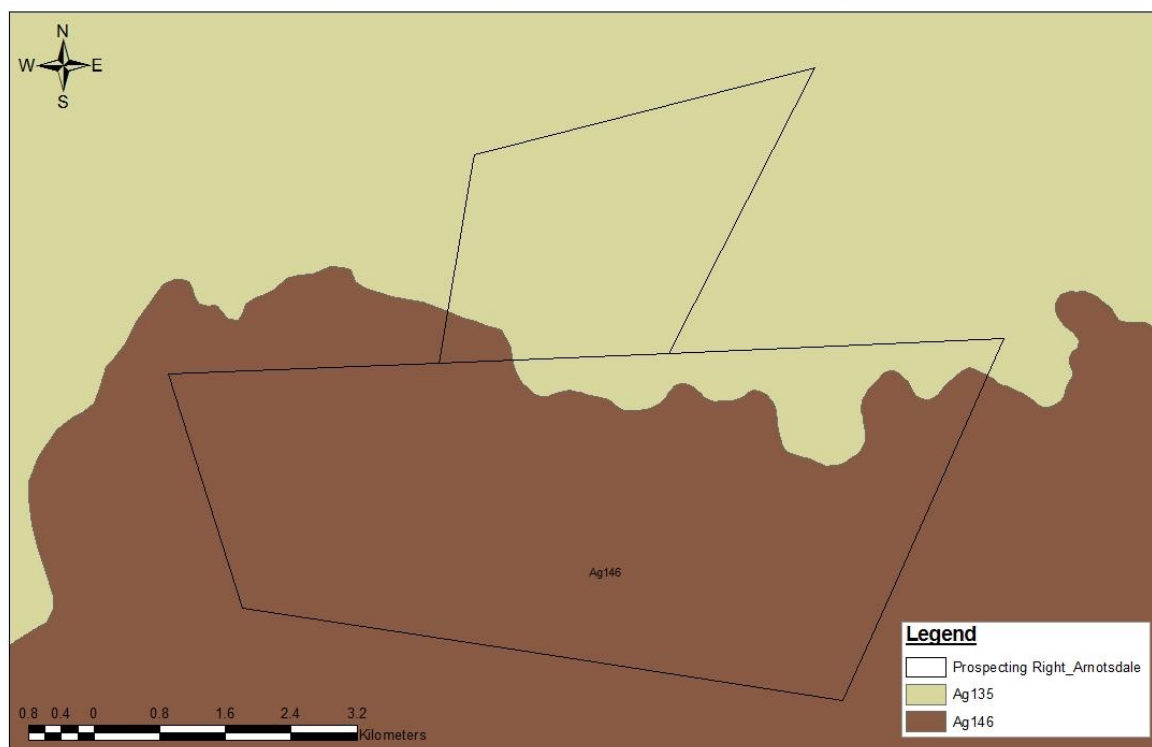 N
W E
S
Ag146
Legend
Prospecting Right_Arnotsdale
Ag135
Ag146
0.8 0.4 0 0.8 1.6 2.4 3.2
Kilometers